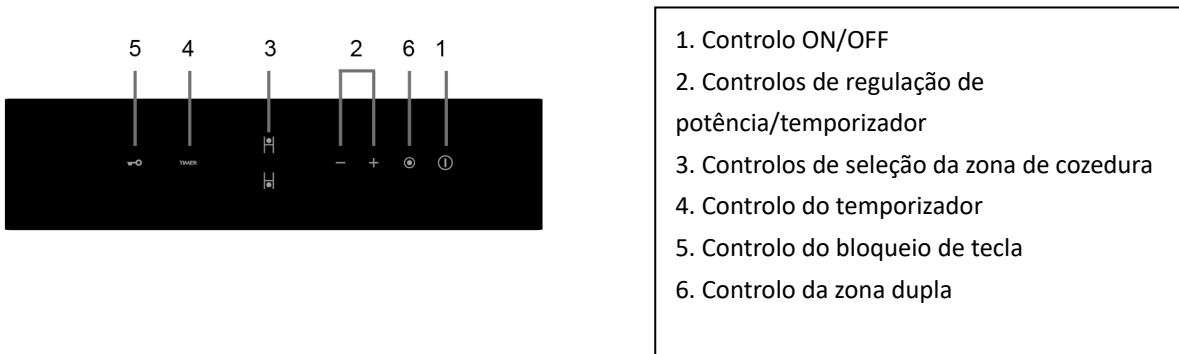 5 4 3 2 6 1
TIMER
1. Controlo ON/OFF
2. Controlos de regulação de
potência/temporizador
3. Controlos de seleção da zona de cozedura
4. Controlo do temporizador
5. Controlo do bloqueio de tecla
6. Controlo da zona dupla